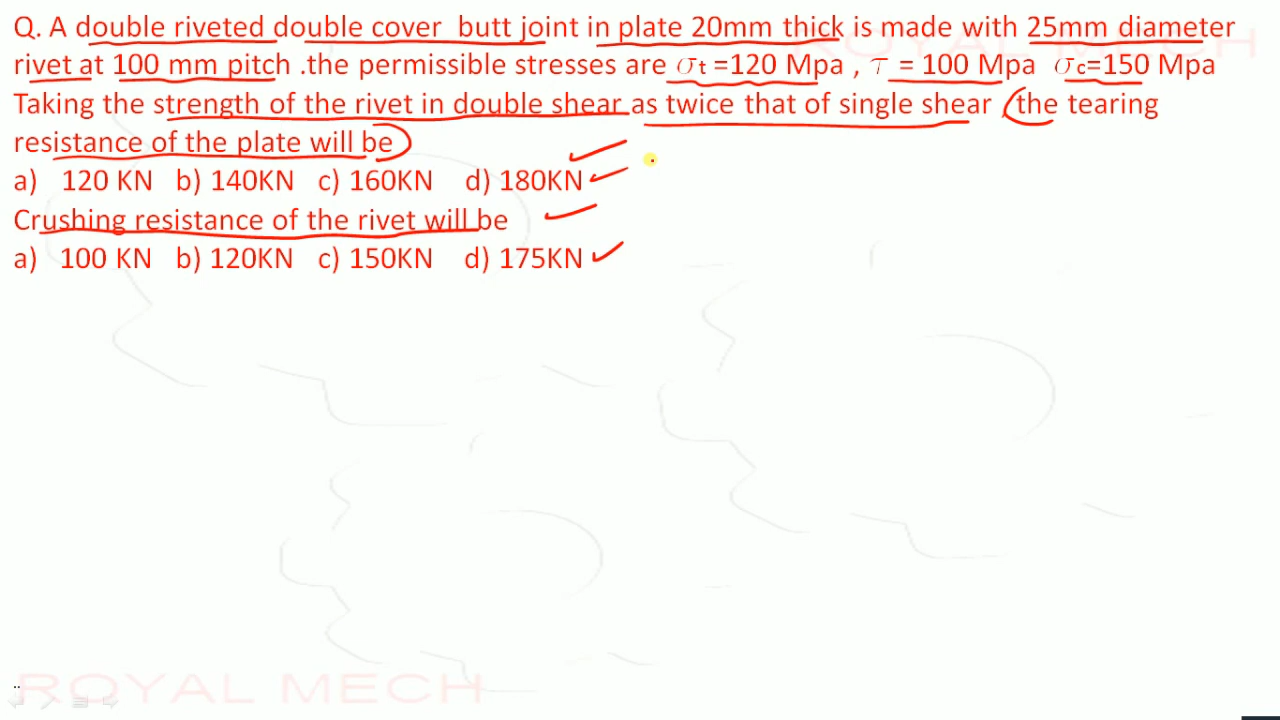 Q. A double riveted double cover butt joint in plate 20mm thick is made with 25mm diameter
rivet at 100 mm pitch .the permissible stresses are σt =120 Mpa , τ = 100 Mpa σc=150 Mpa
Taking the strength of the rivet in double shear as twice that of single shear ,the tearing
resistance of the plate will be
a) 120 KN b) 140KN c) 160KN d) 180KN
Crushing resistance of the rivet will be
a) 100 KN b) 120KN c) 150KN d) 175KN
ROYAL MECH
ROYAL MECH
..